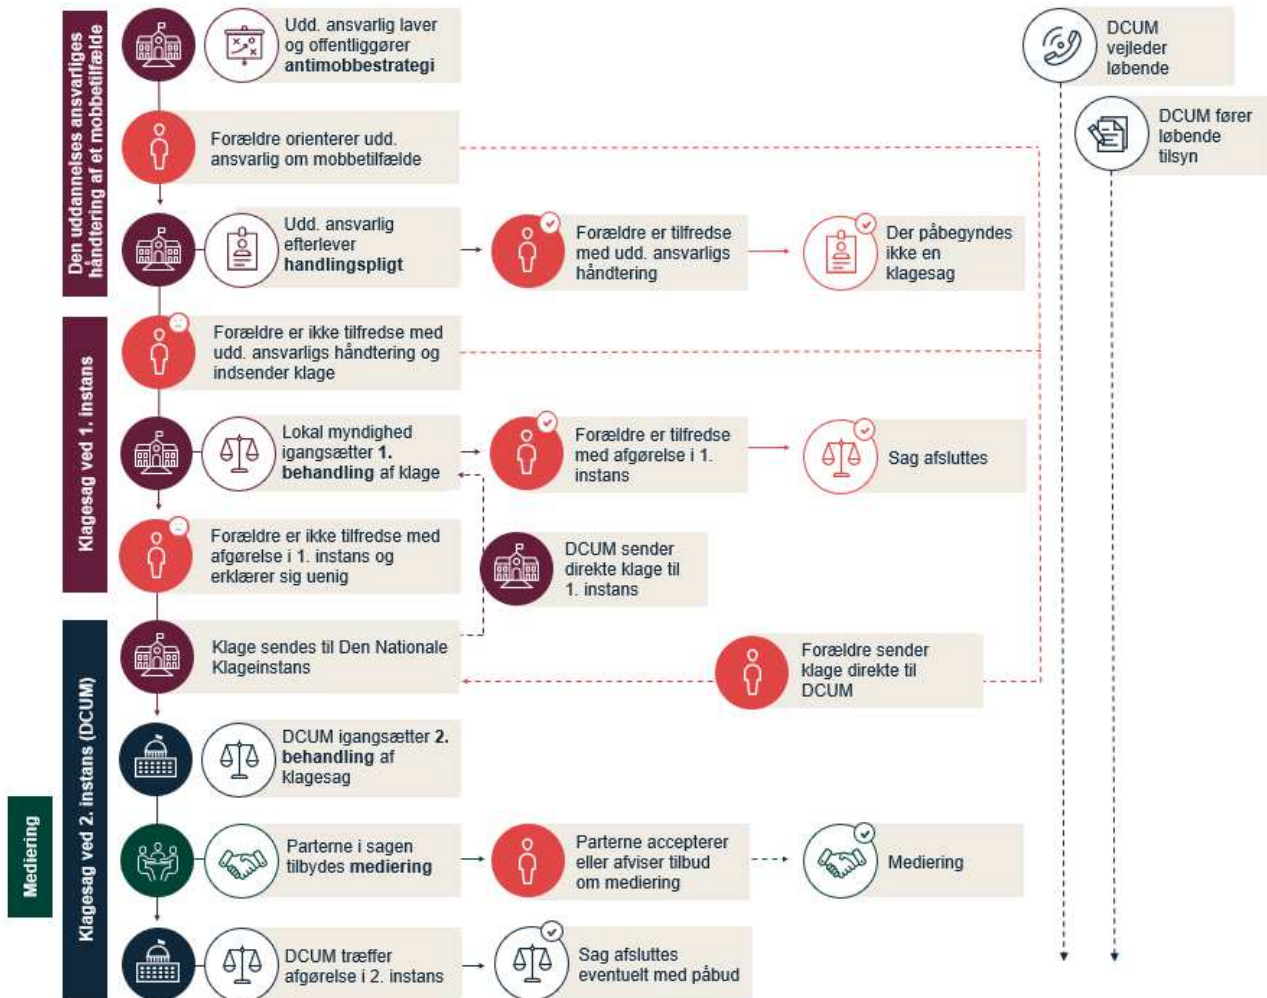 Den uddannelses ansvarliges
håndtering af et mobbetilfælde
Udd. ansvarlig laver
og offentliggører
antimobbestrategi
DCUM
vejleder
løbende
DCUM fører
løbende
tilsyn
Forældre orienterer udd.
ansvarlig om mobbetilfælde
Udd. ansvarlig
efterlever
handlingspligt
Forældre er tilfredse
med udd. ansvarligs
håndtering
Der påbegyndes
ikke en
klagesag
Klagesag ved 1. instans
Forældre er ikke tilfredse med
udd. ansvarligs håndtering og
indsender klage
Lokal myndighed
igangsætter 1.
behandling af klage
Forældre er tilfredse
med afgørelse i 1.
instans
Sag afsluttes
Forældre er ikke tilfredse med
afgørelse i 1. instans og
erklærer sig uenig
DCUM sender
direkte klage til
1. instans
Klagesag ved 2. instans (DCUM)
Klage sendes til Den Nationale
Klageinstans
Forældre sender
klage direkte til
DCUM
DCUM igangsætter 2.
behandling af
klagesag
Mediering
Parterne i sagen
tilbydes mediering
Parterne accepterer
eller afviser tilbud
om mediering
Mediering
DCUM træffer
afgørelse i 2. instans
Sag afsluttes
eventuelt med påbud